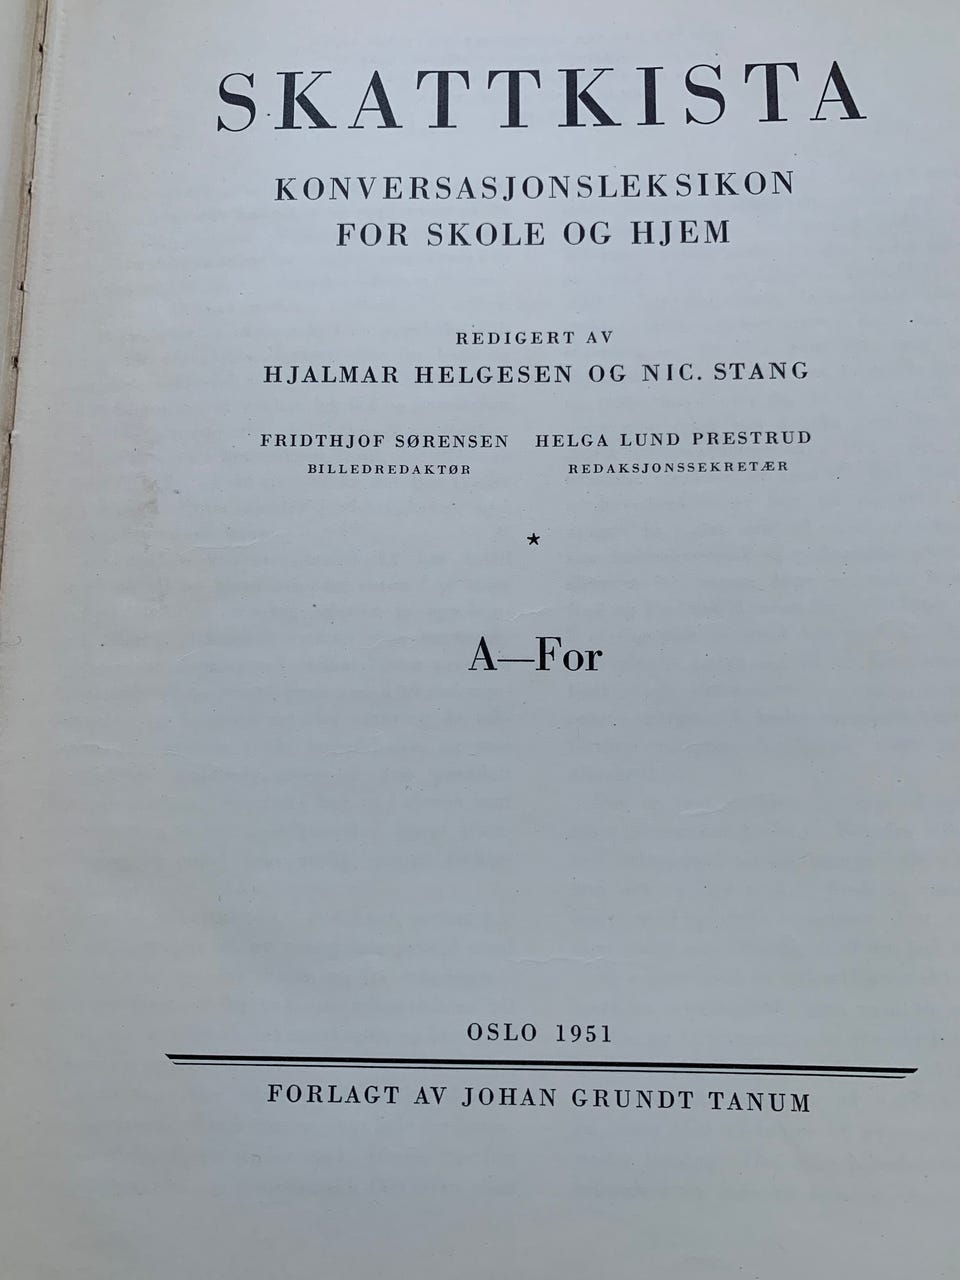 SKATTKISTA
KONVERSASJONSLEKSIKON
FOR SKOLE OG HJEM
REDIGERT AV
HJALMAR HELGESEN OG NIC. STANG
FRIDTHJOF SØRENSEN HELGA LUND PRESTRUD
BILLEDREDAKTØR REDAKSJONSSEKRETÆR
★
A—For
OSLO 1951
FORLAGT AV JOHAN GRUNDT TANUM